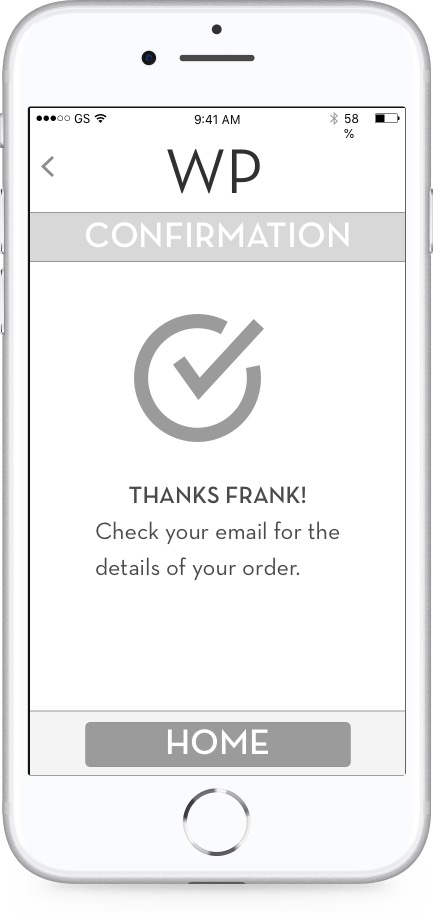 GS 9:41 AM 58
%
WP
CONFIRMATION
THANKS FRANK!
Check your email for the
details of your order.
HOME